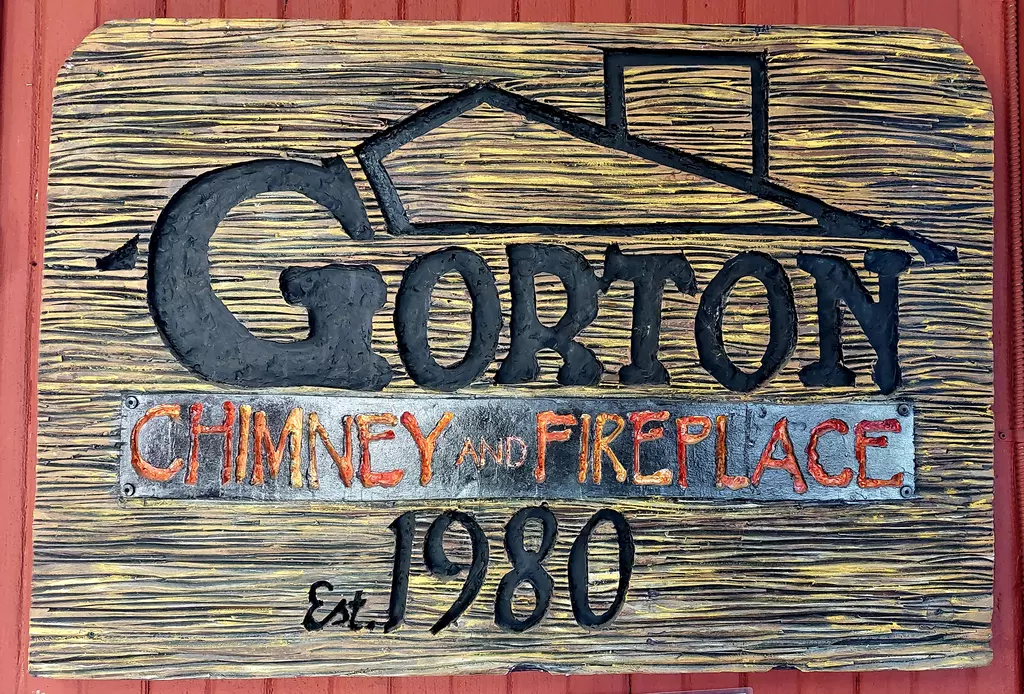 GORTON
CHIMNEY AND FIREPLACE
Est. 1980